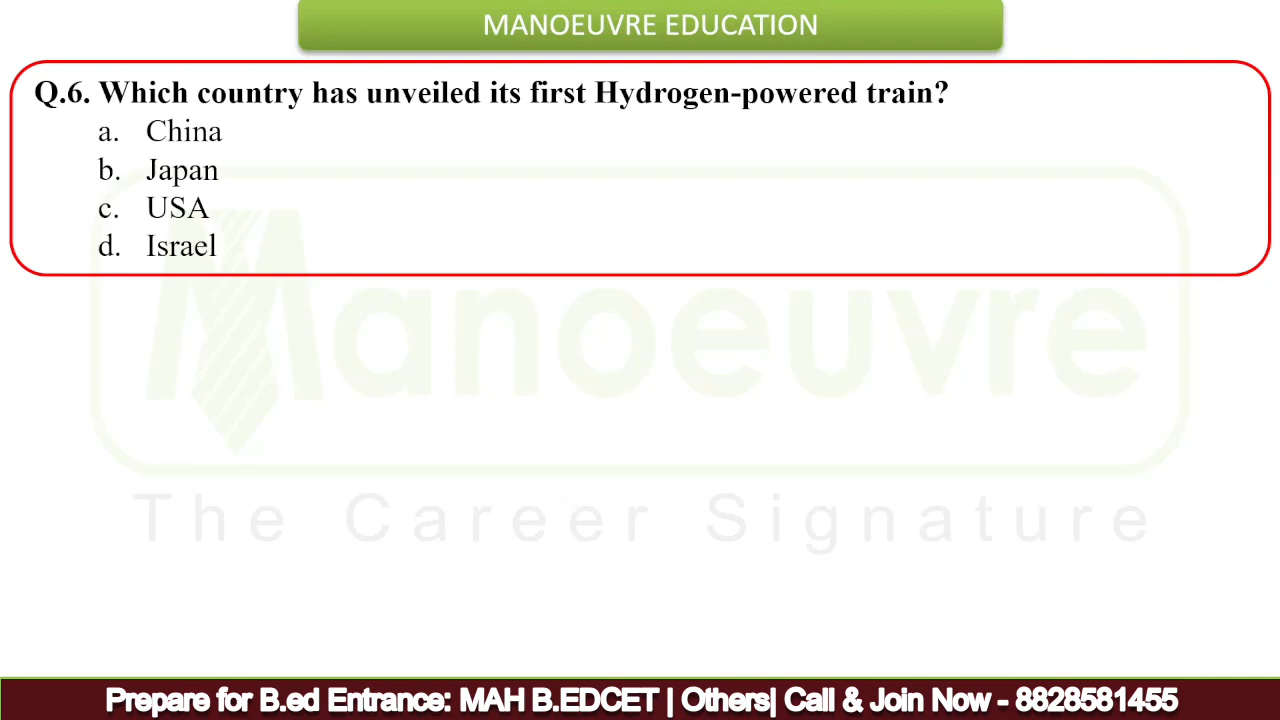 MANOEUVRE EDUCATION
Q.6. Which country has unveiled its first Hydrogen-powered train?
a. China
b. Japan
c. USA
d. Israel
Manoeuvre
The Career Signature
Prepare for B.ed Entrance: MAH B.EDCET | Others| Call & Join Now - 8828581455